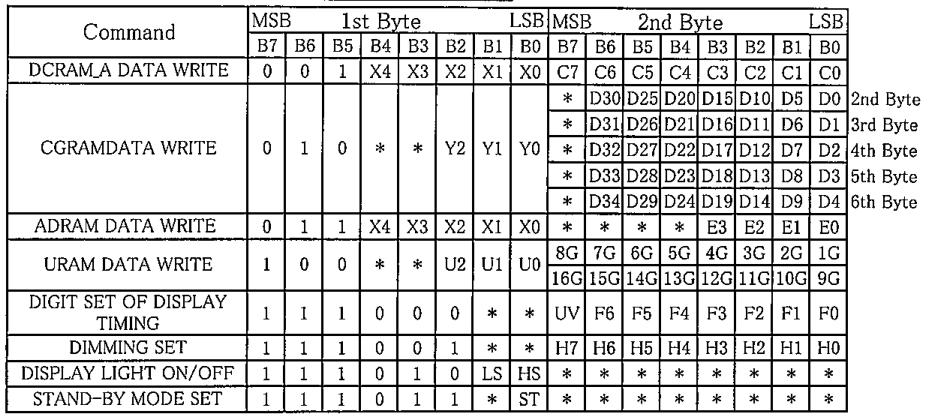 Command MSB 1st Byte LSB MSB 2nd Byte LSB
B7 B6 B5 B4 B3 B2 B1 B0 B7 B6 B5 B4 B3 B2 B1 B0
DCRAM_A DATA WRITE 0 0 1 X4 X3 X2 X1 X0 C7 C6 C5 C4 C3 C2 C1 C0
* D30 D25 D20 D15 D10 D5 D0 2nd Byte
* D31 D26 D21 D16 D11 D6 D1 3rd Byte
CGRAMDATA WRITE 0 1 0 * * Y2 Y1 Y0 * D32 D27 D22 D17 D12 D7 D2 4th Byte
* D33 D28 D23 D18 D13 D8 D3 5th Byte
* D34 D29 D24 D19 D14 D9 D4 6th Byte
ADRAM DATA WRITE 0 1 1 X4 X3 X2 X1 X0 * * * * E3 E2 E1 E0
URAM DATA WRITE 1 0 0 * * U2 U1 U0 8G 7G 6G 5G 4G 3G 2G 1G
16G 15G 14G 13G 12G 11G 10G 9G
DIGIT SET OF DISPLAY
TIMING 1 1 1 0 0 0 * * UV F6 F5 F4 F3 F2 F1 F0
DIMMING SET 1 1 1 0 0 1 * * H7 H6 H5 H4 H3 H2 H1 H0
DISPLAY LIGHT ON/OFF 1 1 1 0 1 0 LS HS * * * * * * * *
STAND-BY MODE SET 1 1 1 0 1 1 * ST * * * * * * * *